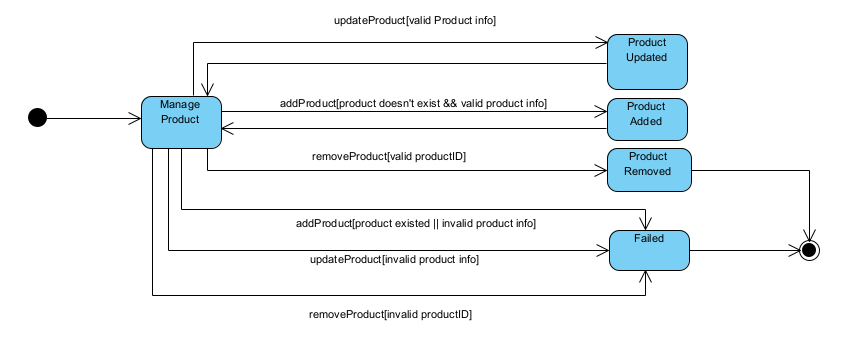 updateProduct[valid Product info]
Product
Updated
Manage
Product
addProduct[product doesn't exist && valid product info]
Product
Added
removeProduct[valid productID]
Product
Removed
addProduct[product existed || invalid product info]
Failed
updateProduct[invalid product info]
removeProduct[invalid productID]